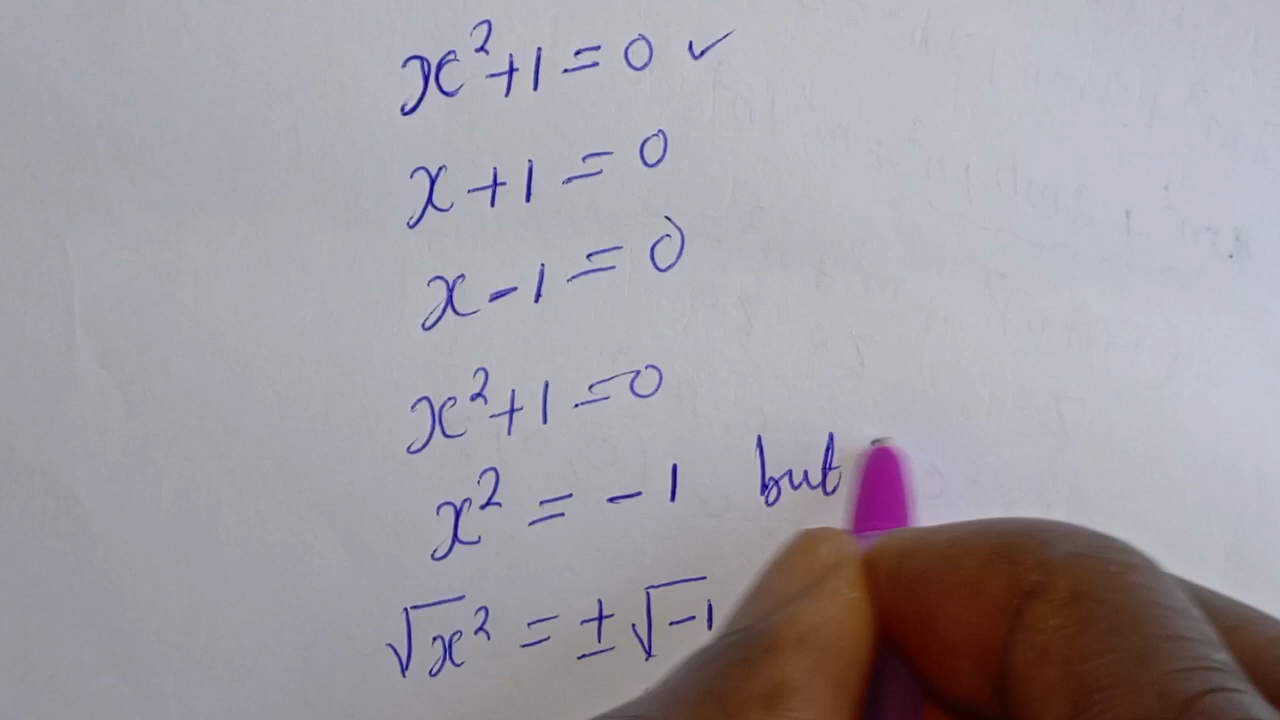 x²+1=0 ✓
x+1=0
x-1=0
x²+1=0
x²=-1 but
√x²=±√-1